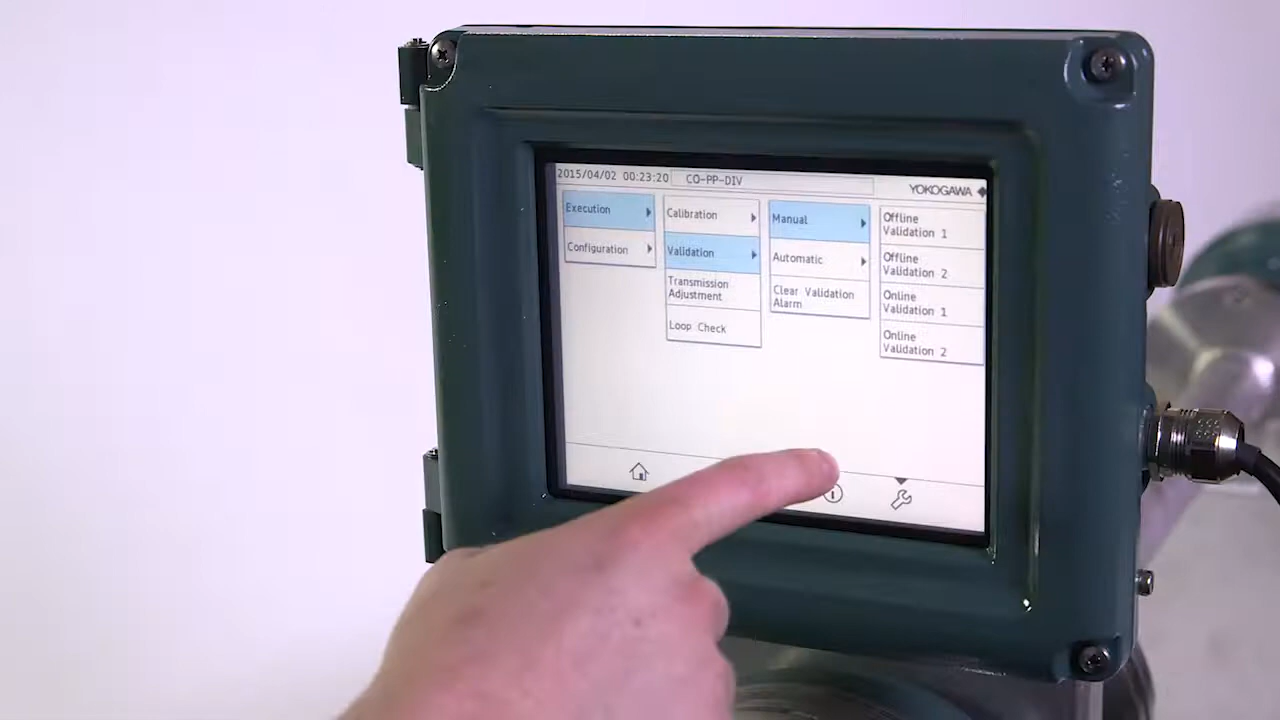 2015/04/02 00:23:20 CO-PP-DIV YOKOGAWA
Execution
Configuration
Calibration
Validation
Transmission
Adjustment
Loop Check
Manual
Automatic
Clear Validation
Alarm
Offline
Validation 1
Offline
Validation 2
Online
Validation 1
Online
Validation 2